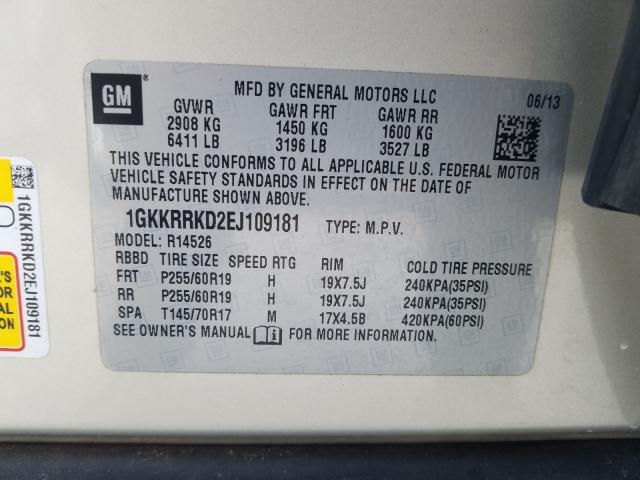 GM
MFD BY GENERAL MOTORS LLC
06/13
GVWR GAWR FRT GAWR RR
2908 KG 1450 KG 1600 KG
6411 LB 3196 LB 3527 LB
THIS VEHICLE CONFORMS TO ALL APPLICABLE U.S. FEDERAL MOTOR
VEHICLE SAFETY STANDARDS IN EFFECT ON THE DATE OF
MANUFACTURE SHOWN ABOVE.
1GKKRRKD2EJ109181 TYPE: M.P.V.
MODEL: R14526
RBBD TIRE SIZE SPEED RTG RIM COLD TIRE PRESSURE
FRT P255/60R19 H 19X7.5J 240KPA(35PSI)
RR P255/60R19 H 19X7.5J 240KPA(35PSI)
SPA T145/70R17 M 17X4.5B 420KPA(60PSI)
SEE OWNER'S MANUAL i FOR MORE INFORMATION
1GKKRRKD2EJ109181
OR